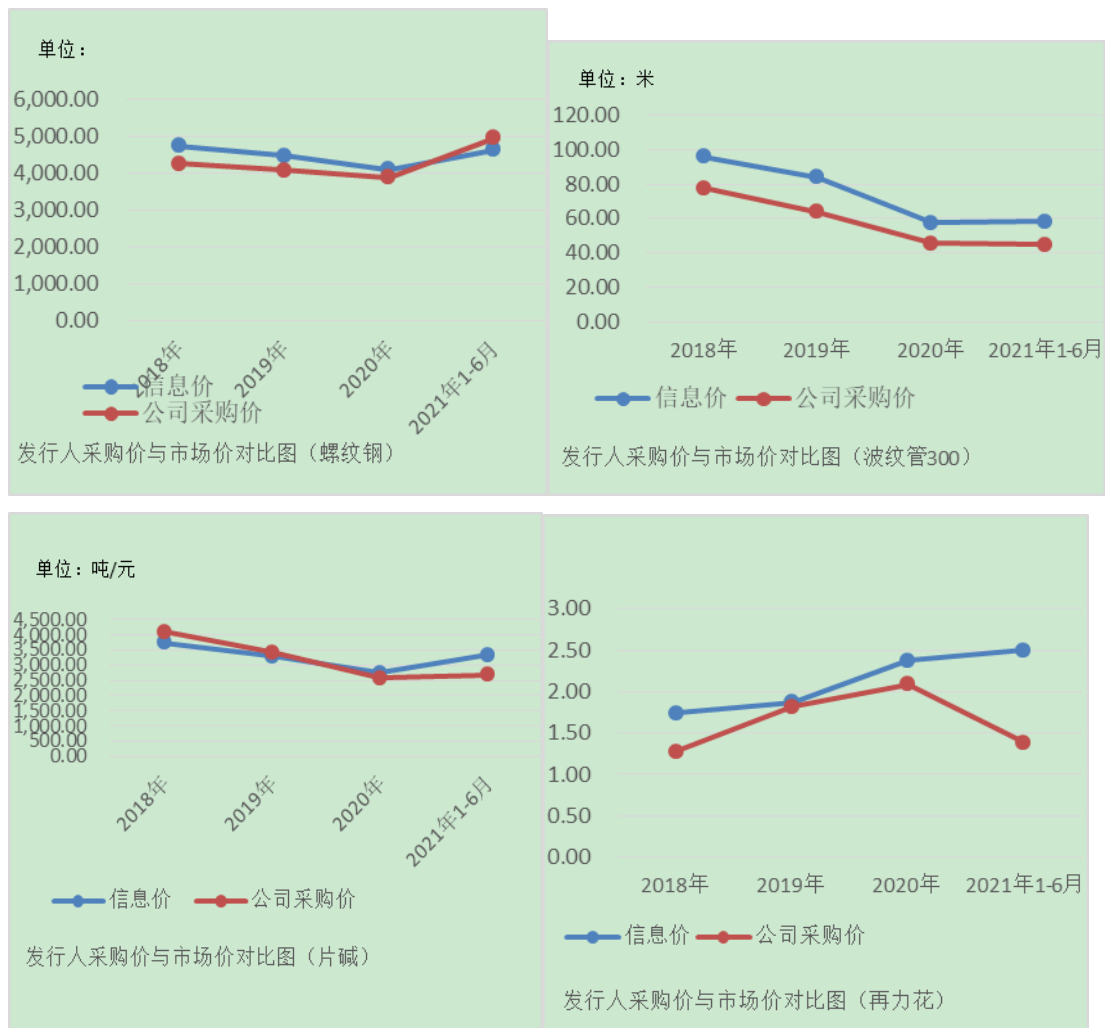 单位：
6,000.00
5,000.00
4,000.00
3,000.00
2,000.00
1,000.00
0.00
2018年
2019年
2020年
2021年1-6月
信息价
公司采购价
发行人采购价与市场价对比图（螺纹钢）
单位：米
120.00
100.00
80.00
60.00
40.00
20.00
0.00
2018年
2019年
2020年
2021年1-6月
信息价
公司采购价
发行人采购价与市场价对比图（波纹管300）
单位：吨/元
4,500.00
4,000.00
3,500.00
3,000.00
2,500.00
2,000.00
1,500.00
1,000.00
500.00
0.00
2018年
2019年
2020年
2021年1-6月
信息价
公司采购价
发行人采购价与市场价对比图（片碱）
3.00
2.50
2.00
1.50
1.00
0.50
0.00
2018年
2019年
2020年
2021年1-6月
信息价
公司采购价
发行人采购价与市场价对比图（再力花）